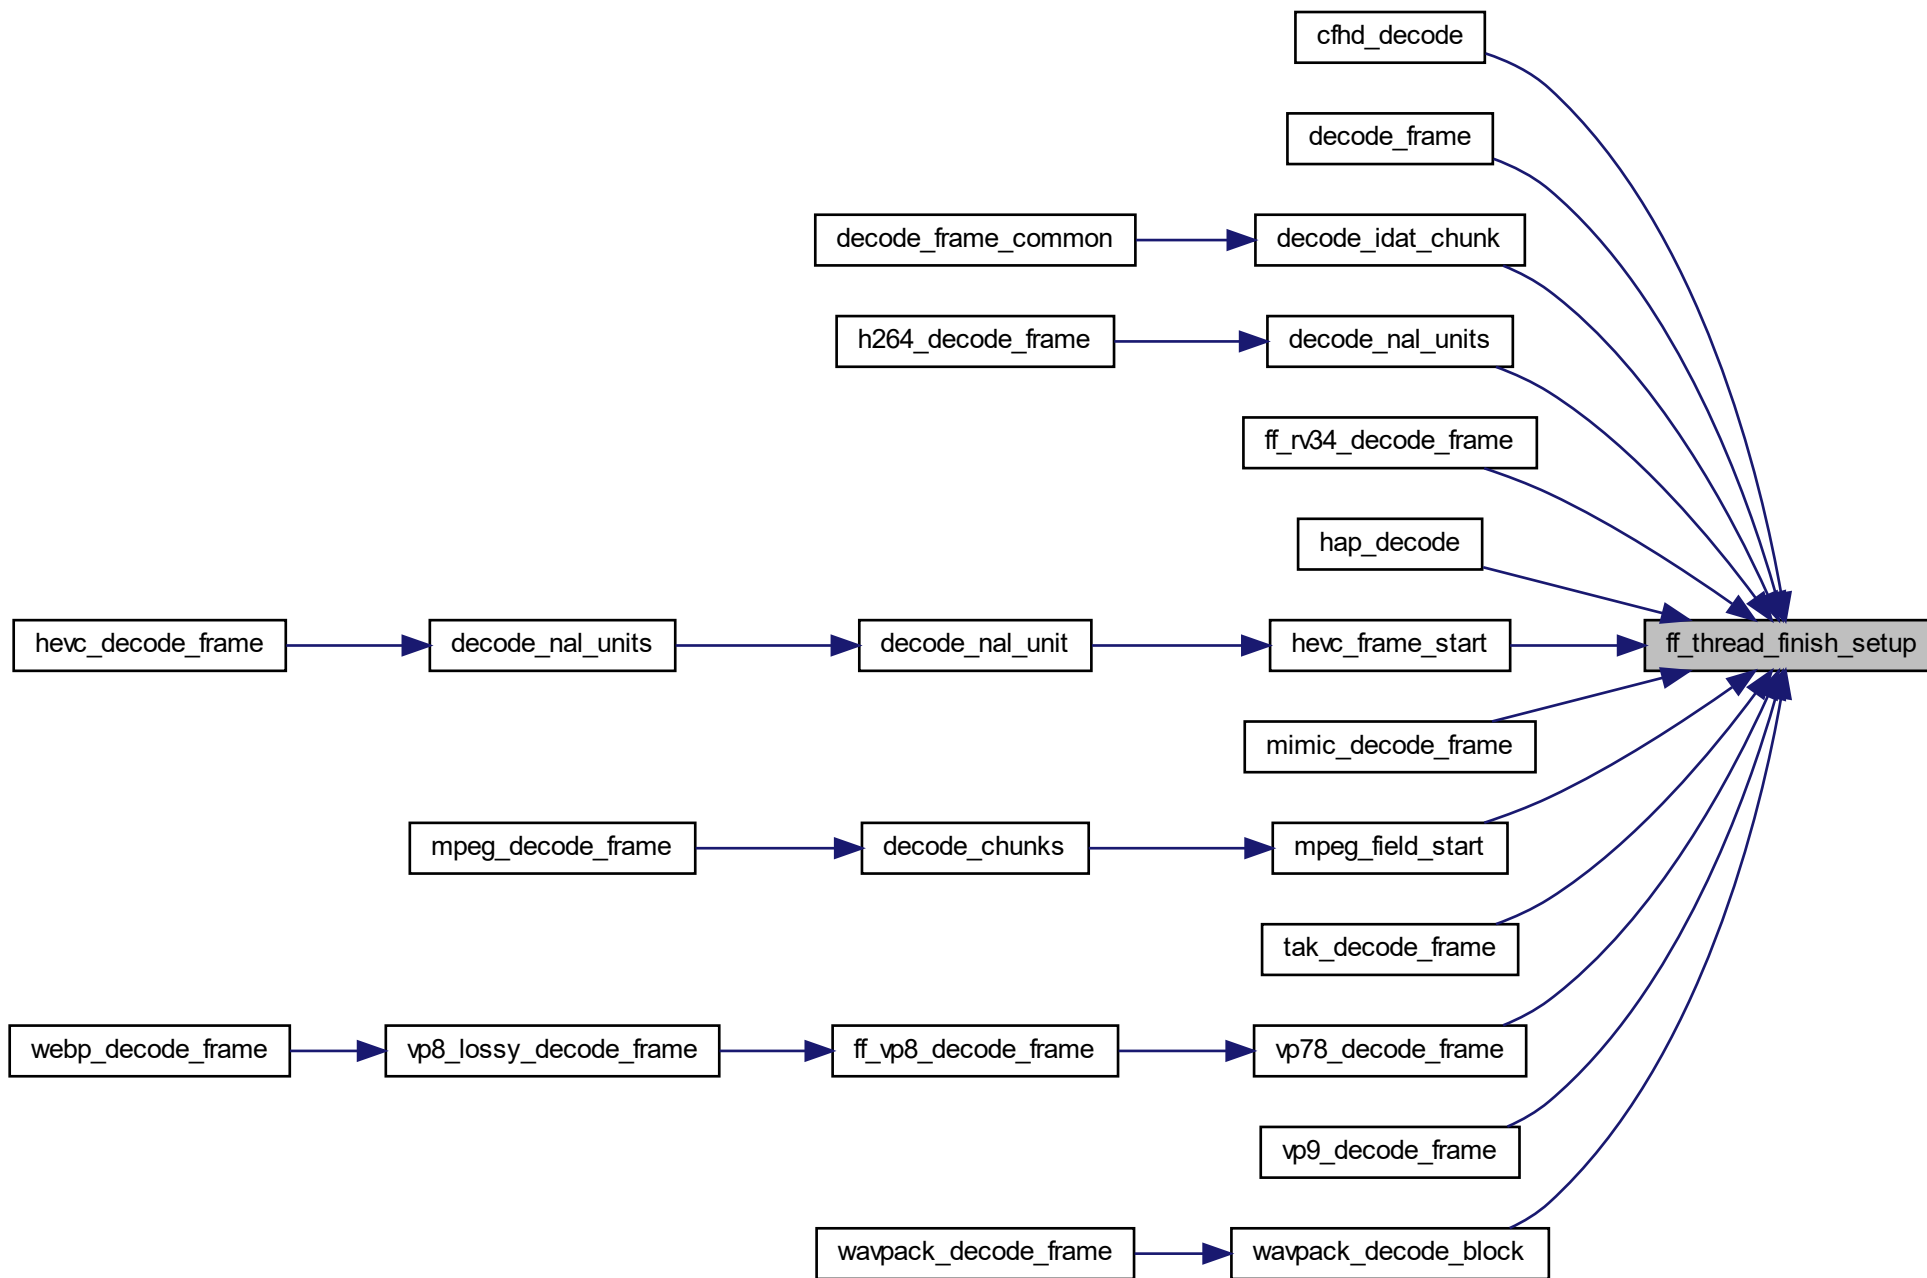 cfhd_decode
decode_frame
decode_frame_common
decode_idat_chunk
h264_decode_frame
decode_nal_units
ff_rv34_decode_frame
hap_decode
hevc_decode_frame
decode_nal_units
decode_nal_unit
hevc_frame_start
ff_thread_finish_setup
mimic_decode_frame
mpeg_decode_frame
decode_chunks
mpeg_field_start
tak_decode_frame
webp_decode_frame
vp8_lossy_decode_frame
ff_vp8_decode_frame
vp78_decode_frame
vp9_decode_frame
wavpack_decode_frame
wavpack_decode_block